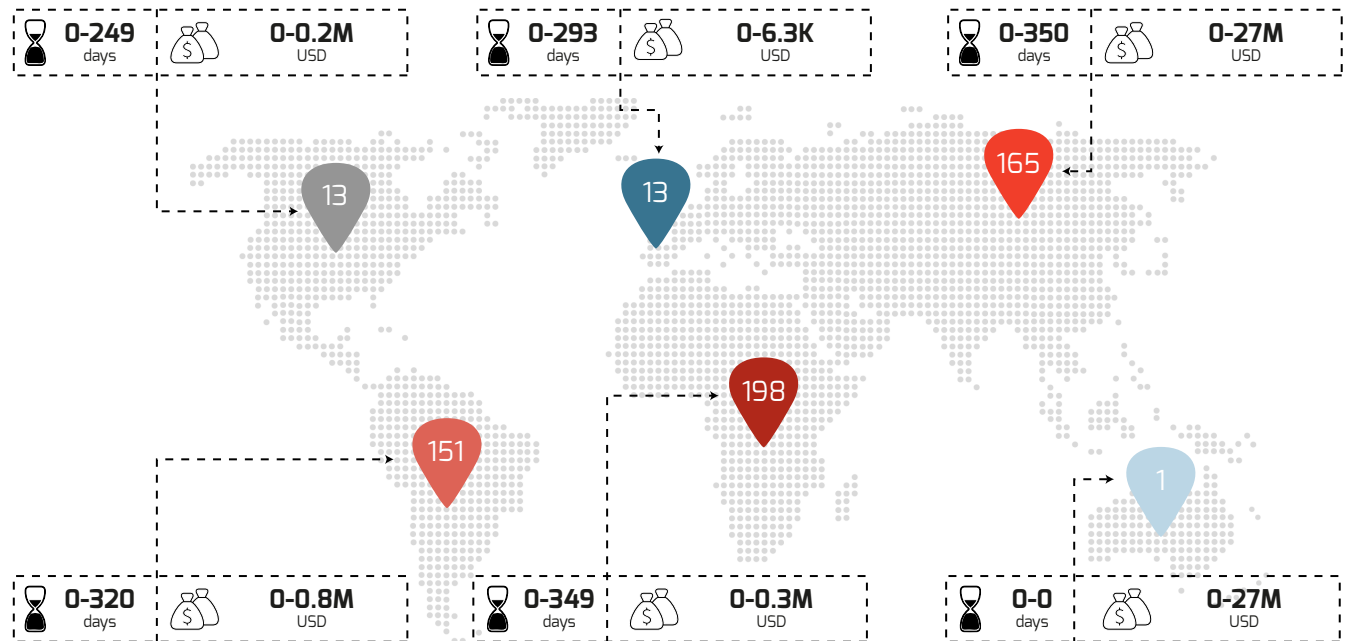 0-249
days
$
0-0.2M
USD
0-293
days
$
0-6.3K
USD
0-350
days
$
0-27M
USD
13
13
165
198
151
1
0-320
days
$
0-0.8M
USD
0-349
days
$
0-0.3M
USD
0-0
days
$
0-27M
USD